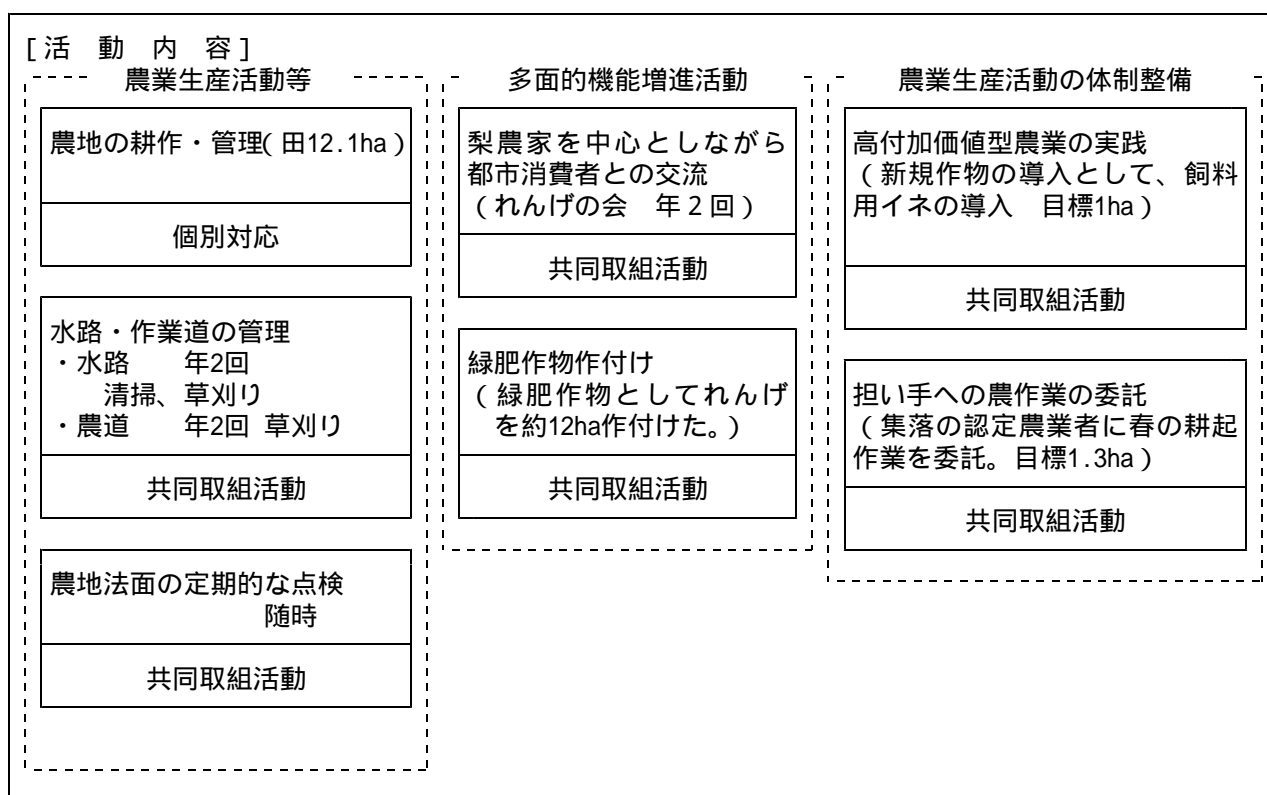 [活 動 内 容]
農業生産活動等
農地の耕作・管理(田12.1ha)
個別対応
水路・作業道の管理
・水路 年2回
清掃、草刈り
・農道 年2回 草刈り
共同取組活動
農地法面の定期的な点検
随時
共同取組活動
多面的機能増進活動
梨農家を中心としながら
都市消費者との交流
(れんげの会 年2回)
共同取組活動
緑肥作物作付け
(緑肥作物としてれんげ
を約12ha作付けた。)
共同取組活動
農業生産活動の体制整備
高付加価値型農業の実践
(新規作物の導入として、飼料
用イネの導入 目標1ha)
共同取組活動
担い手への農作業の委託
(集落の認定農業者に春の耕起
作業を委託。目標1.3ha)
共同取組活動